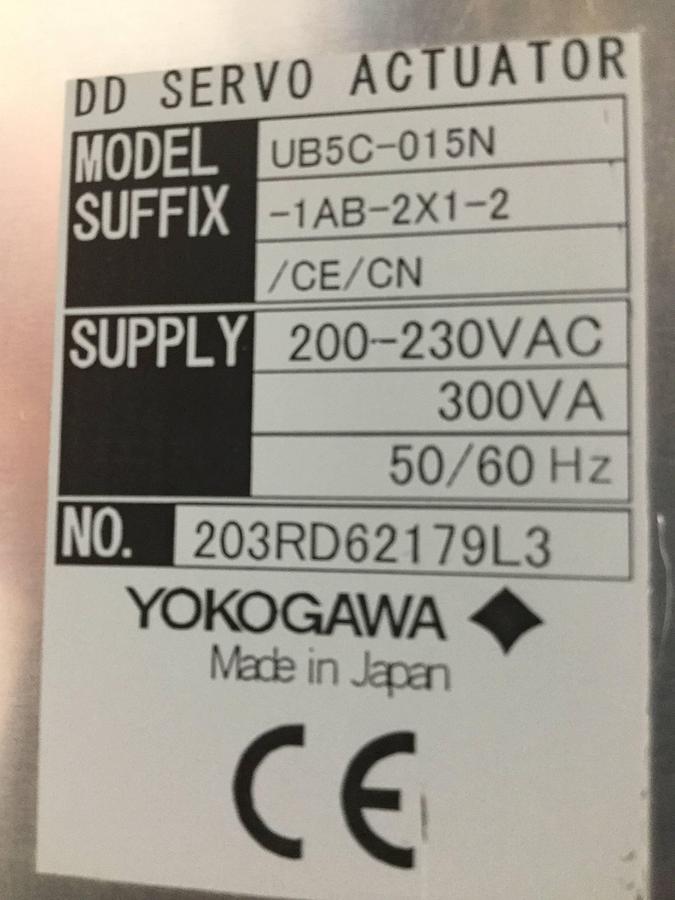 DD SERVO ACTUATOR
MODEL UB5C-015N
SUFFIX -1AB-2X1-2
/CE/CN
SUPPLY 200-230VAC
300VA
50/60 Hz
NO. 203RD62179L3
YOKOGAWA
Made in Japan
CE